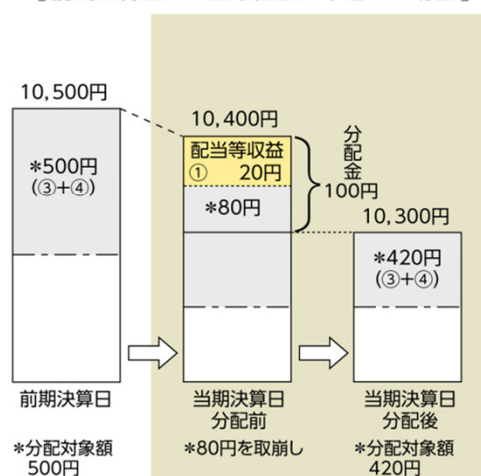 10,500円
*500円
(③+④)
10,400円
配当等収益
① 20円
*80円
分配金
100円
10,300円
*420円
(③+④)
前期決算日
当期決算日
分配前
当期決算日
分配後
*分配対象額
500円
*80円を取崩し
*分配対象額
420円